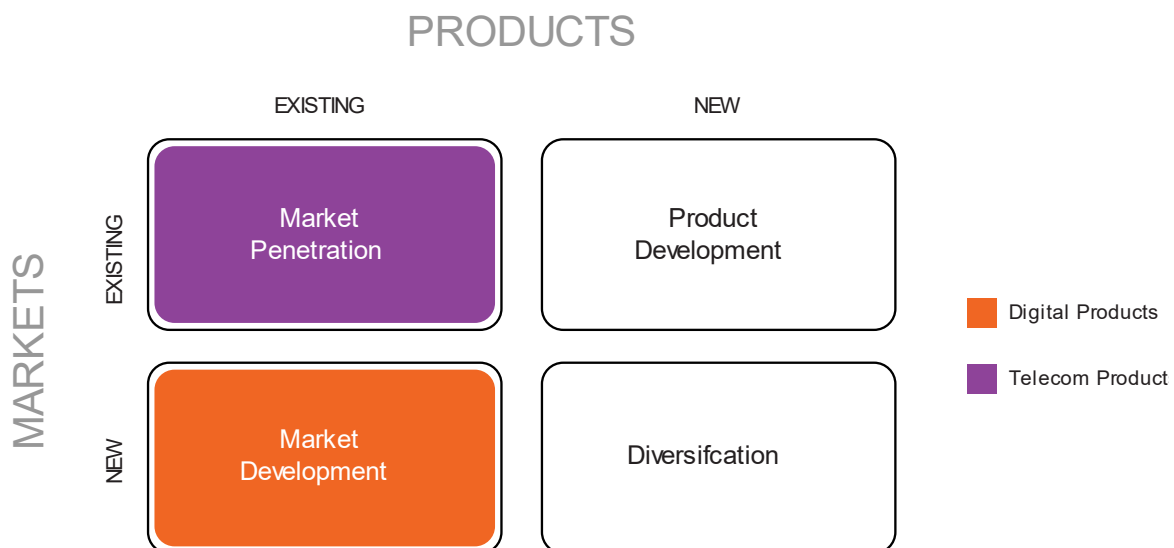 PRODUCTS
EXISTING
NEW
MARKETS
EXISTING
Market
Penetration
Product
Development
Digital Products
Telecom Product
NEW
Market
Development
Diversifcation